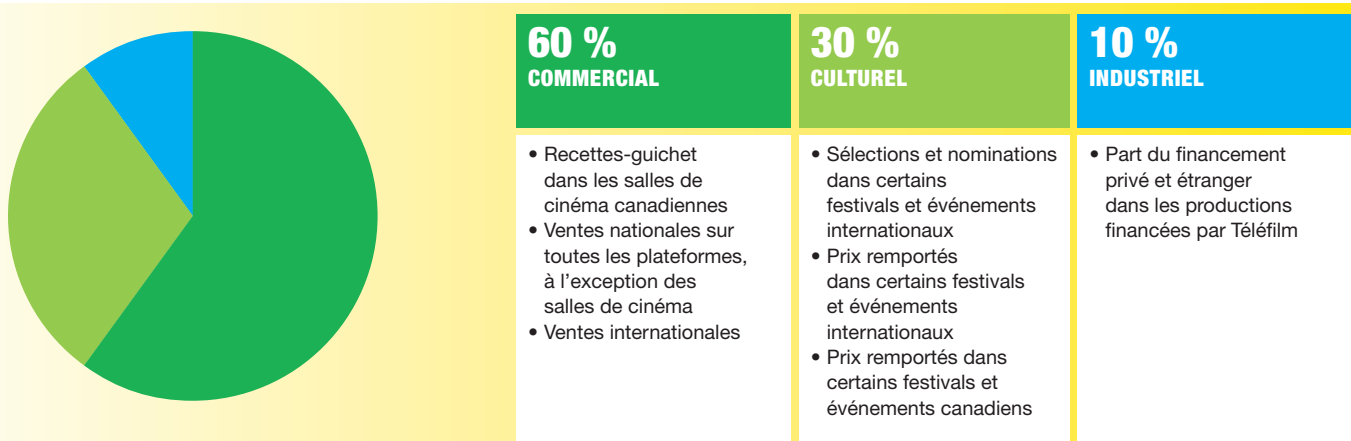 60 %
COMMERCIAL
• Recettes-guichet
dans les salles de
cinéma canadiennes
• Ventes nationales sur
toutes les plateformes,
à l’exception des
salles de cinéma
• Ventes internationales
30 %
CULTUREL
• Sélections et nominations
dans certains
festivals et événements
internationaux
• Prix remportés
dans certains festivals
et événements
internationaux
• Prix remportés dans
certains festivals et
événements canadiens
10 %
INDUSTRIEL
• Part du financement
privé et étranger
dans les productions
financées par Téléfilm